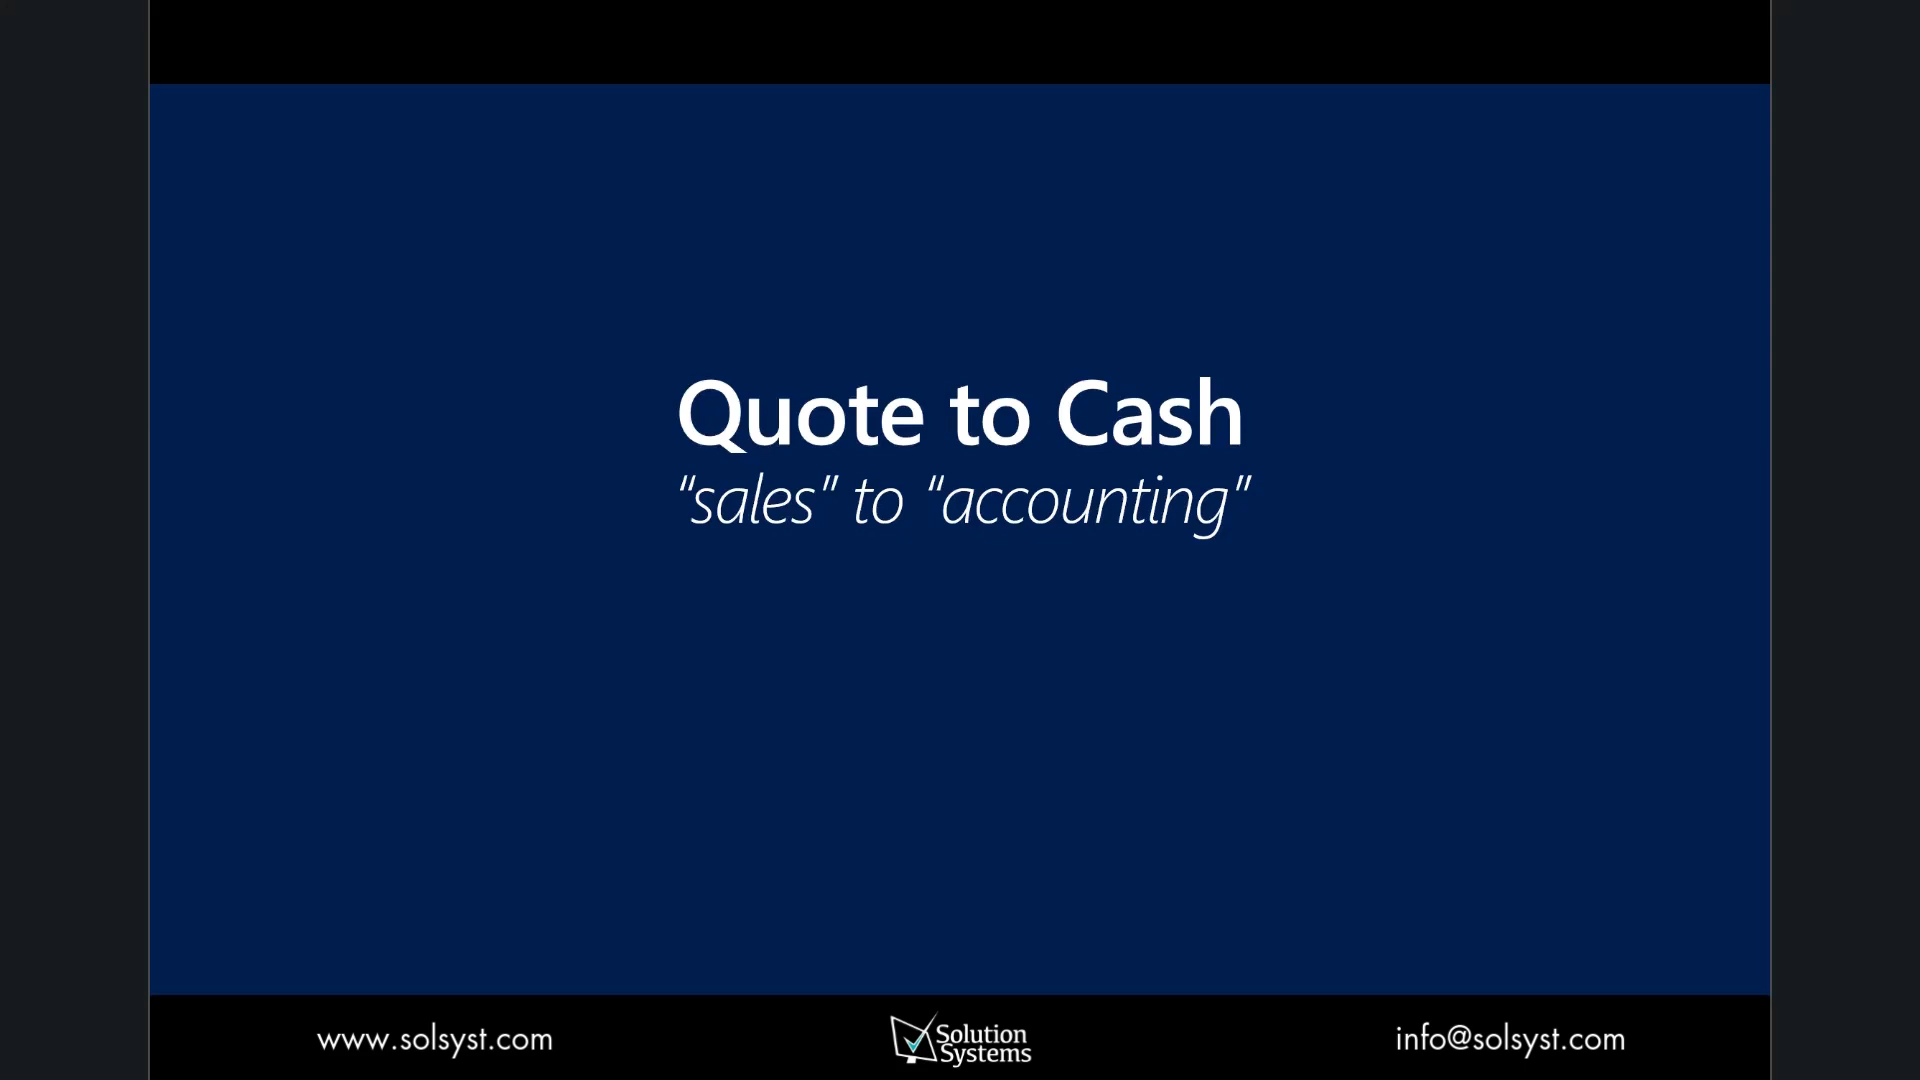 Quote to Cash
“sales” to “accounting”
www.solsyst.com
Solution
Systems
info@solsyst.com